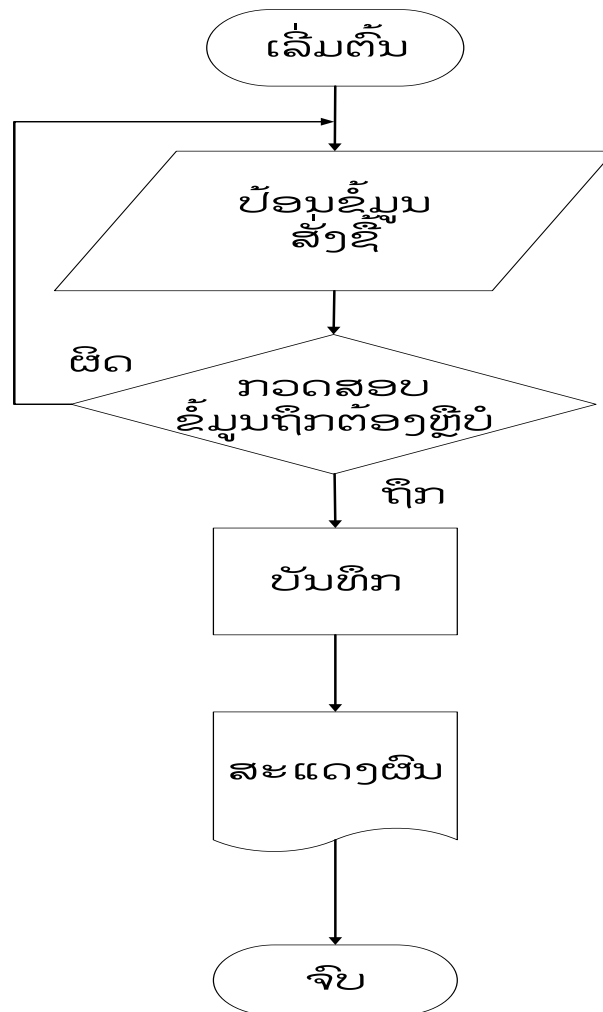 ເລີ່ມຕົ້ນ
ປ້ອນຂໍ້ມູນ
ສັ່ງຊື້
ຜິດ
ກວດສອບ
ຂໍ້ມູນຖືກຕ້ອງຫຼືບໍ່
ຖືກ
ບັນທຶກ
ສະແດງຜົນ
ຈົບ